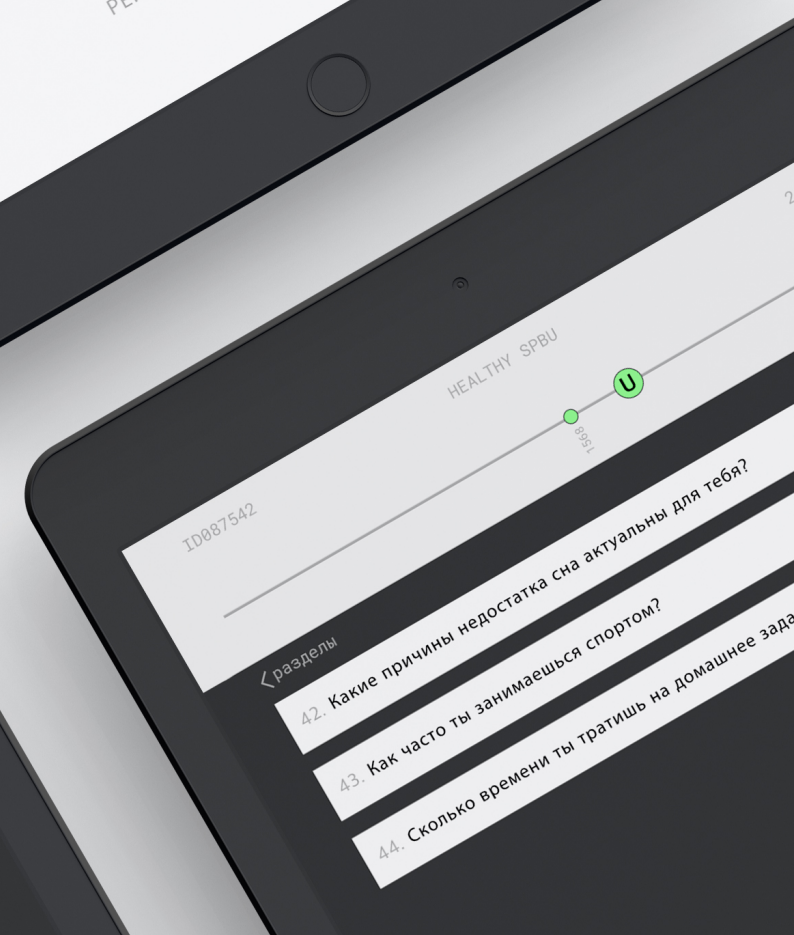 HEALTHY SPBU
U
1568
ID087542
разделы
42. Какие причины недостатка сна актуальны для тебя?
43. Как часто ты занимаешься спортом?
44. Сколько времени ты тратишь на домашнее